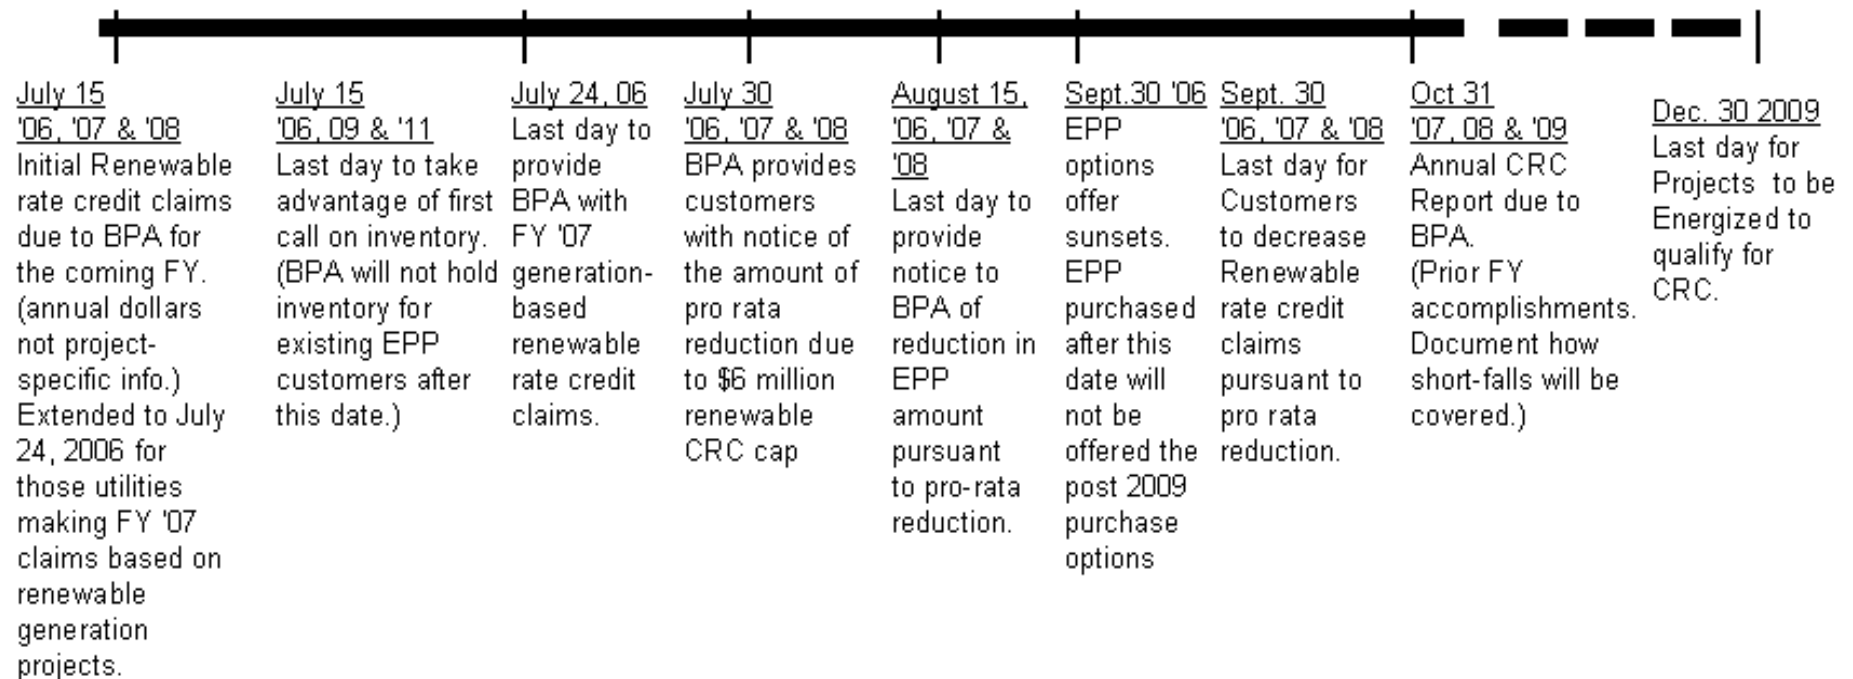 July 15
'06, '07 & '08
Initial Renewable
rate credit claims
due to BPA for
the coming FY.
(annual dollars
not project-
specific info.)
Extended to July
24, 2006 for
those utilities
making FY '07
claims based on
renewable
generation
projects.
July 15
'06, 09 & '11
Last day to take
advantage of first
call on inventory.
(BPA will not hold
inventory for
existing EPP
customers after
this date.)
July 24, 06
Last day to
provide
BPA with
FY '07
generation-
based
renewable
rate credit
claims.
July 30
'06, '07 & '08
BPA provides
customers
with notice of
the amount of
pro rata
reduction due
to $6 million
renewable
CRC cap
August 15,
'06, '07 &
'08
Last day to
provide
notice to
BPA of
reduction in
EPP
amount
pursuant
to pro-rata
reduction.
Sept.30 '06
EPP
options
offer
sunsets.
EPP
purchased
after this
date will
not be
offered the
post 2009
purchase
options
Sept. 30
'06, '07 & '08
Last day for
Customers
to decrease
Renewable
rate credit
claims
pursuant to
pro rata
reduction.
Oct 31
'07, 08 & '09
Annual CRC
Report due to
BPA.
(Prior FY
accomplishments.
Document how
short-falls will be
covered.)
Dec. 30 2009
Last day for
Projects to be
Energized to
qualify for
CRC.